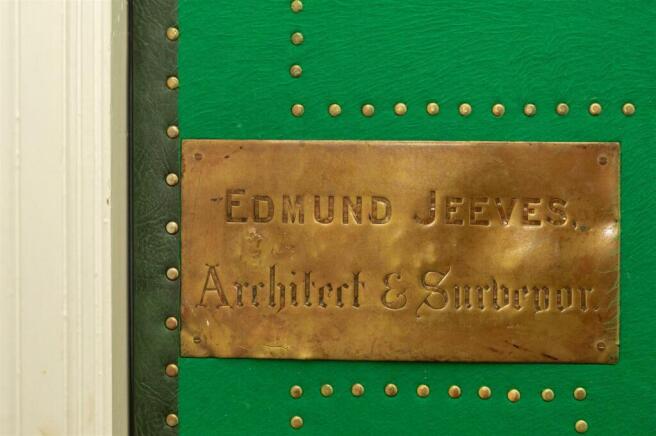 EDMUND JEEVES,
Architect & Surveyor.